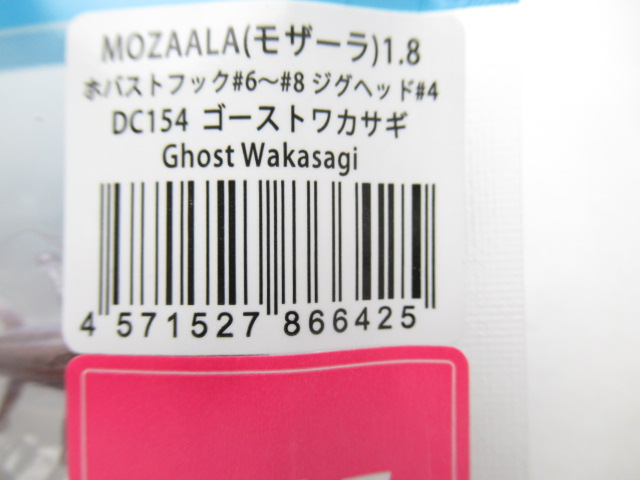 MOZAALA(モザーラ)1.8
ホバストフック#6～#8 ジグヘッド#4
DC154 ゴーストワカサギ
Ghost Wakasagi
4 571527 866425